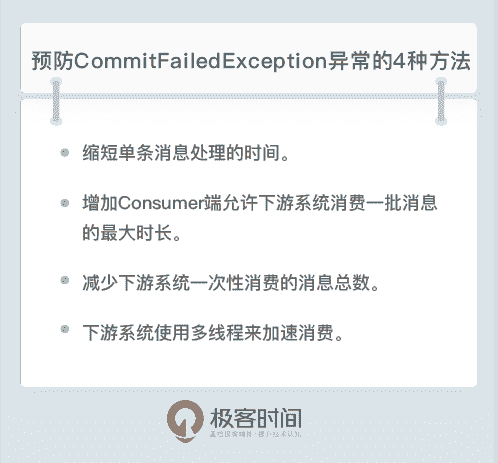 预防CommitFailedException异常的4种方法
缩短单条消息处理的时间。
增加Consumer端允许下游系统消费一批消息
的最大时长。
减少下游系统一次性消费的消息总数。
下游系统使用多线程来加速消费。
极客时间